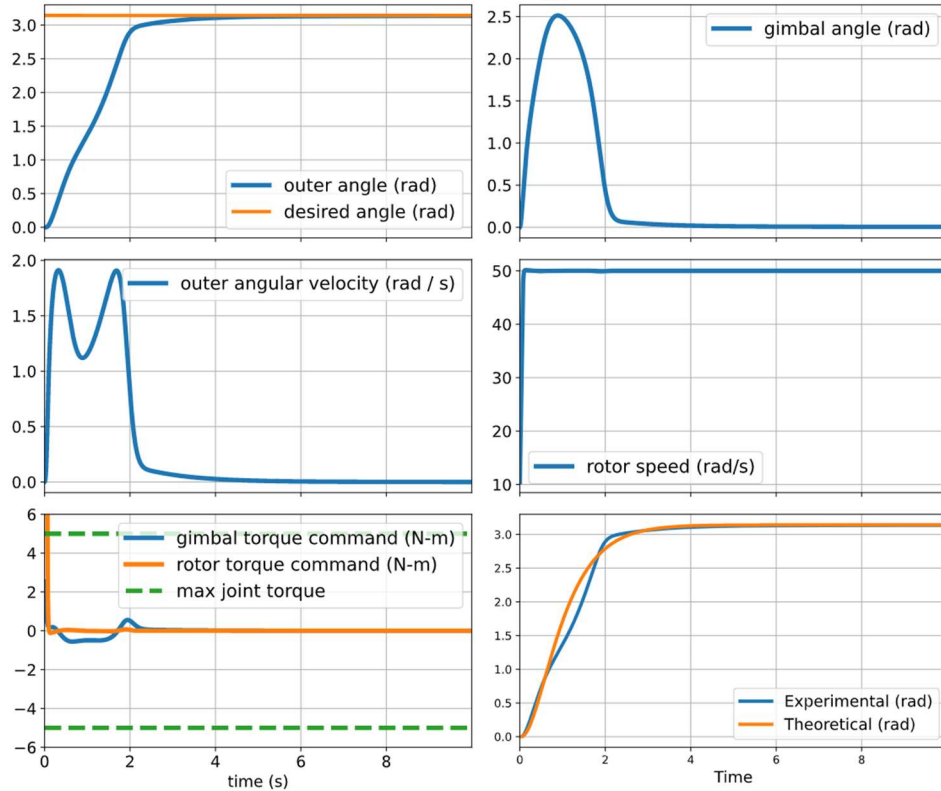 3.0
2.5
2.0
1.5
1.0
0.5
0.0
outer angle (rad)
desired angle (rad)
2.5
2.0
1.5
1.0
0.5
0.0
gimbal angle (rad)
2.0
1.5
1.0
0.5
0.0
outer angular velocity (rad / s)
50
40
30
20
10
rotor speed (rad/s)
6
4
2
0
−2
−4
−6
gimbal torque command (N-m)
rotor torque command (N-m)
max joint torque
0 2 4 6 8
time (s)
3.0
2.5
2.0
1.5
1.0
0.5
0.0
Experimental (rad)
Theoretical (rad)
0 2 4 6 8
Time